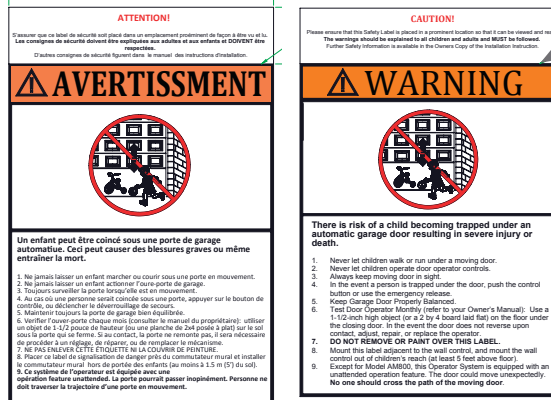 ATTENTION!
S'assurer que ce label de sécurité soit placé dans un emplacement proéminent de façon à être vu et lu.
Les consignes de sécurité doivent être expliquées aux adultes et aux enfants et DOIVENT être
respectées.
D'autres consignes de sécurité figurent dans le manuel des instructions d'installation.
AVERTISSMENT
Un enfant peut être coincé sous une porte de garage
automatiue. Ceci peut causer des blessures graves ou même
entraîner la mort.
1. Ne jamais laisser un enfant marcher ou courir sous une porte en mouvement.
2. Ne jamais laisser un enfant actionner l'oure-porte de garage.
3. Toujours surveiller la porte lorsqu'elle est en mouvement.
4. Au cas où une personne serait coincée sous une porte, appuyer sur le bouton de
contrôle, ou déclencher le déverrouillage de secours.
5. Maintenir toujours la porte de garage bien équilibrée.
6. Verifier l'ouver-porte chaque mois (consulter le manuel du propriétaire): utiliser
un objet de 1-1/2 pouce de hauteur (ou une planche de 2x4 posée à plat) sur le sol
sous la porte qui se ferme. Si au contact, la porte ne remonte pas, il sera nécessaire
de procéder à un réglage, de réparer, ou de remplacer le mécanisme.
7. NE PAS ENLEVER CETTE ÉTIQUETTE NI LA COUVRIR DE PEINTURE.
8. Placer ce label de signalisation de danger près du commutateur mural et installer
le commutateur mural hors de portée des enfants (au moins à 1.5 m (5') du sol).
9. Ce système de l'operateur est équipée avec une
opération feature unattended. La porte pourrait passer inopinément. Personne ne
doit traverser la trajectoire d'une porte en mouvement.
CAUTION!
Please ensure that this Safety Label is placed in a prominent location so that it can be viewed and
The warnings should be explained to all children and adults and MUST be followed.
Further Safety Information is available in the Owners Copy of the Installation Instruction.
WARNING
There is risk of a child becoming trapped under an
automatic garage door resulting in severe injury or
death.
1. Never let children walk or run under a moving door.
2. Never let children operate door operator controls.
3. Always keep moving door in sight.
4. In the event a person is trapped under the door, push the control
button or use the emergency release.
5. Keep Garage Door Properly Balanced.
6. Test Door Operator Monthly (refer to your Owner's Manual): Use a
1-1/2-inch high object (or a 2 by 4 board laid flat) on the floor under
the closing door. In the event the door does not reverse upon
contact, adjust, repair, or replace the operator.
7. DO NOT REMOVE OR PAINT OVER THIS LABEL.
8. Mount this label adjacent to the wall control, and mount the wall
control out of children's reach (at least 5 feet above floor).
9. Except for Model AM800, this Operator System is equipped with an
unattended operation feature. The door could move unexpectedly.
No one should cross the path of the moving door.